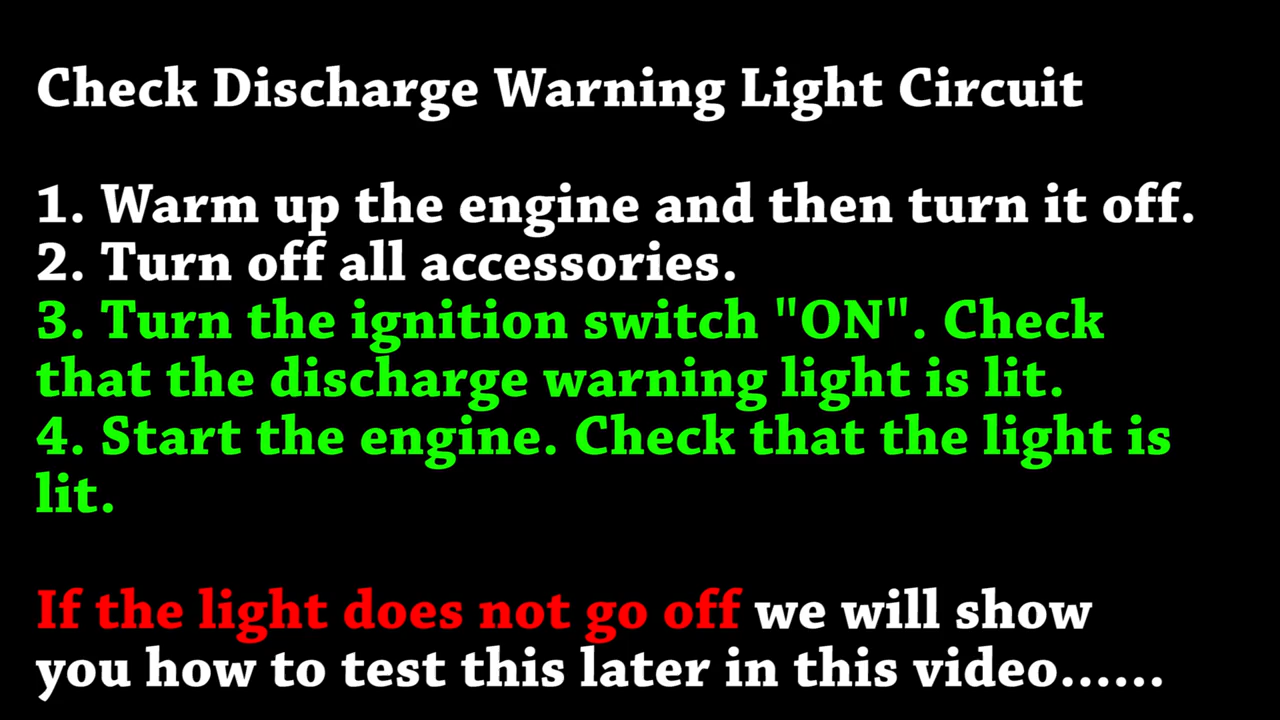 Check Discharge Warning Light Circuit
1. Warm up the engine and then turn it off.
2. Turn off all accessories.
3. Turn the ignition switch "ON". Check
that the discharge warning light is lit.
4. Start the engine. Check that the light is
lit.
If the light does not go off we will show
you how to test this later in this video......